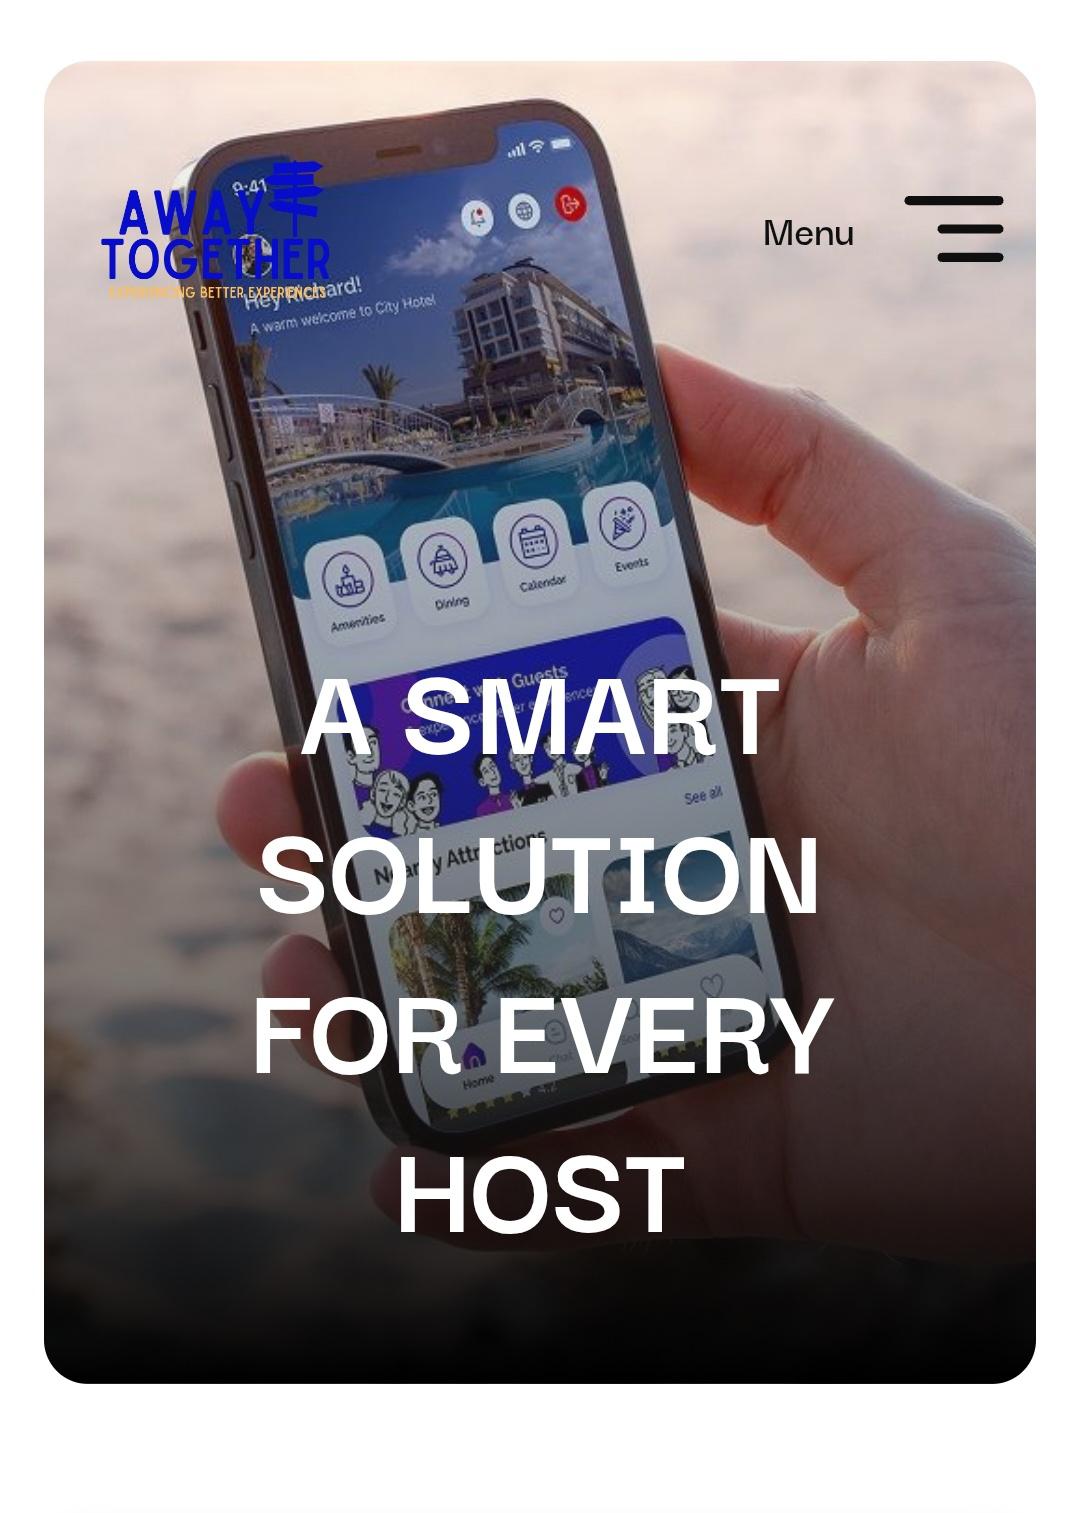 9:41
AWAY
TOGETHER
EXPERIENCING BETTER EXPERIENCES
Menu
Hey Richard!
A warm welcome to City Hotel
Amenities
Dining
Calendar
Events
Connect with Guests
A SMART
See all
Nearby Attractions
SOLUTION
FOR EVERY
Home
Chat
HOST